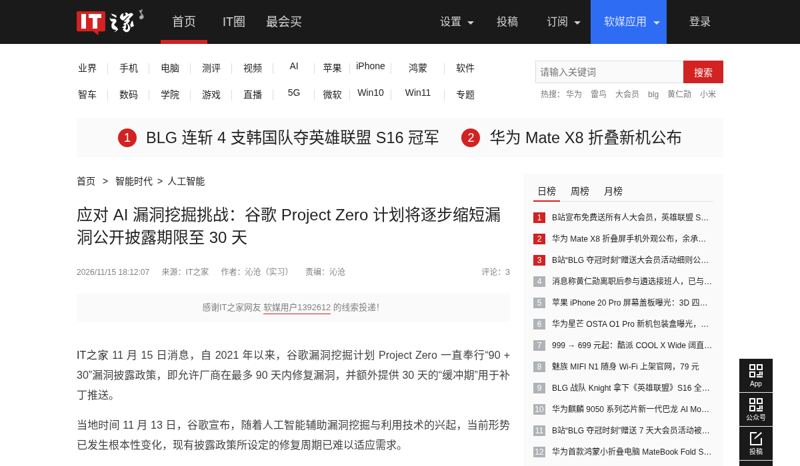 IT之家
首页 IT圈 最会买 设置 投稿 订阅 软媒应用 登录
业界 手机 电脑 测评 视频 AI 苹果 iPhone 鸿蒙 软件
请输入关键词 搜索
智车 数码 学院 游戏 直播 5G 微软 Win10 Win11 专题
热搜: 华为 雷鸟 大会员 blg 黄仁勋 小米
1 BLG 连斩 4 支韩国队夺英雄联盟 S16 冠军 2 华为 Mate X8 折叠新机公布
首页 > 智能时代 > 人工智能
应对 AI 漏洞挖掘挑战：谷歌 Project Zero 计划将逐步缩短漏
洞公开披露期限至 30 天
2026/11/15 18:12:07 来源：IT之家 作者：沁沧（实习） 责编：沁沧 评论：3
感谢IT之家网友 软媒用户1392612 的线索投递！
IT之家 11 月 15 日消息，自 2021 年以来，谷歌漏洞挖掘计划 Project Zero 一直奉行“90 +
30”漏洞披露政策，即允许厂商在最多 90 天内修复漏洞，并额外提供 30 天的“缓冲期”用于补
丁推送。
当地时间 11 月 13 日，谷歌宣布，随着人工智能辅助漏洞挖掘与利用技术的兴起，当前形势
已发生根本性变化，现有披露政策所设定的修复周期已难以适应需求。
日榜 周榜 月榜
1 B站宣布免费送所有人大会员，英雄联盟 S...
2 华为 Mate X8 折叠屏手机外观公布，余承...
3 B站“BLG 夺冠时刻”赠送大会员活动细则公...
4 消息称黄仁勋离职后参与遴选接班人，已与...
5 苹果 iPhone 20 Pro 屏幕盖板曝光：3D 四...
6 华为星芒 OSTA O1 Pro 新机包装盒曝光，...
7 999 → 699 元起：酷派 COOL X Wide 阔直...
8 魅族 MIFI N1 随身 Wi-Fi 上架官网，79 元
9 BLG 战队 Knight 拿下《英雄联盟》S16 全...
10 华为麒麟 9050 系列芯片新一代巴龙 AI Mo...
11 B站“BLG 夺冠时刻”赠送 7 天大会员活动被...
12 华为首款鸿蒙小折叠电脑 MateBook Fold S...
App
公众号
投稿